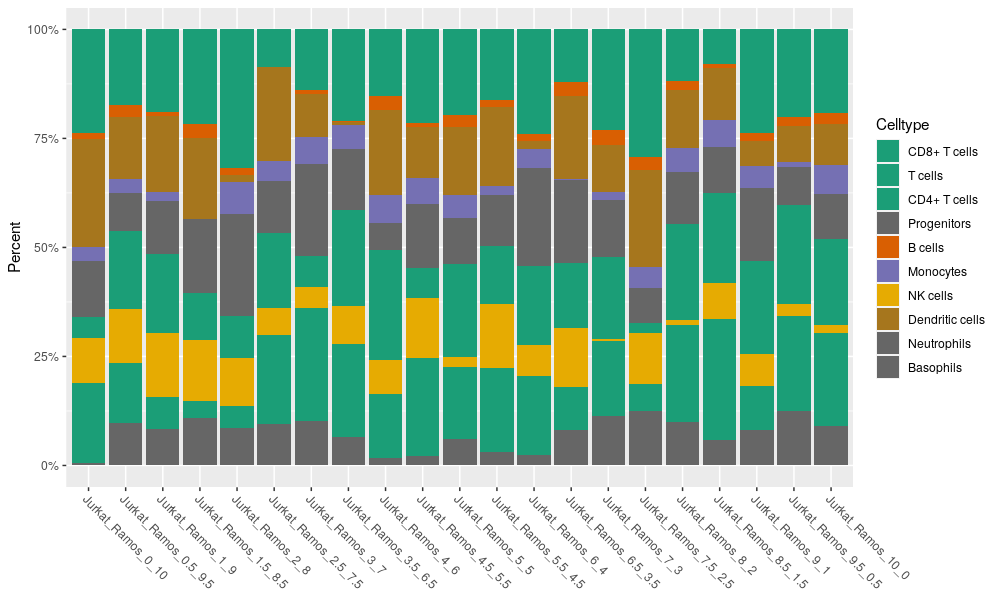 100%
75%
50%
25%
0%
Percent
Jurkat_Ramos_0_10
Jurkat_Ramos_0.5_9.5
Jurkat_Ramos_1_9
Jurkat_Ramos_1.5_8.5
Jurkat_Ramos_2_8
Jurkat_Ramos_2.5_7.5
Jurkat_Ramos_3_7
Jurkat_Ramos_3.5_6.5
Jurkat_Ramos_4_6
Jurkat_Ramos_4.5_5.5
Jurkat_Ramos_5_5
Jurkat_Ramos_5.5_4.5
Jurkat_Ramos_6_4
Jurkat_Ramos_6.5_3.5
Jurkat_Ramos_7_3
Jurkat_Ramos_7.5_2.5
Jurkat_Ramos_8_2
Jurkat_Ramos_8.5_1.5
Jurkat_Ramos_9_1
Jurkat_Ramos_9.5_0.5
Jurkat_Ramos_10_0
Celltype
CD8+ T cells
T cells
CD4+ T cells
Progenitors
B cells
Monocytes
NK cells
Dendritic cells
Neutrophils
Basophils